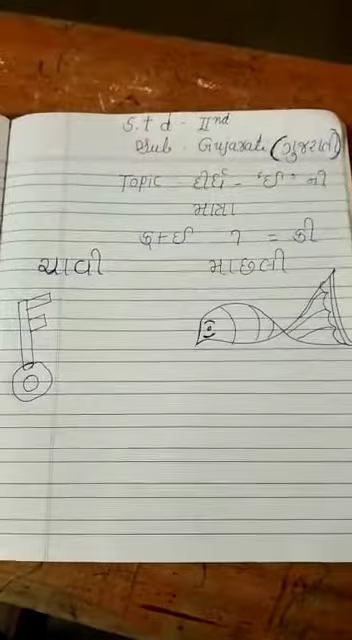 S.t d - IInd
Sub - Gujarati (ગુજરાતી)
Topic - દીર્ઘ - 'ઈ' ની
માત્રા
ક + ઈ ી = કી
ચાવી માછલી